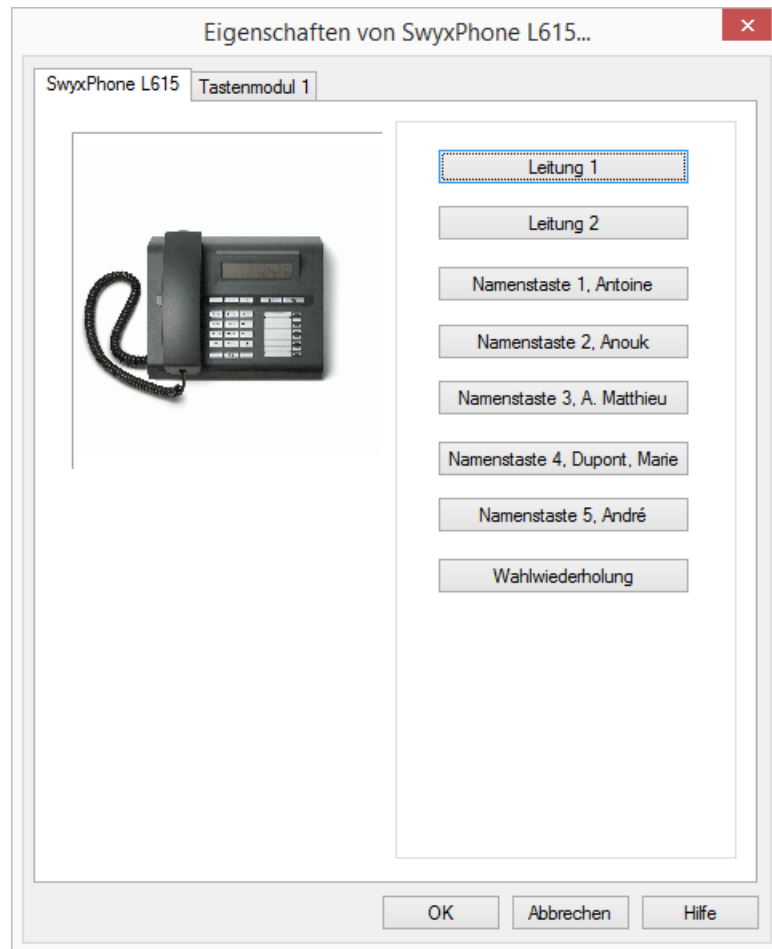 Eigenschaften von SwyxPhone L615...
SwyxPhone L615
Tastenmodul 1
Leitung 1
Leitung 2
Namenstaste 1, Antoine
Namenstaste 2, Anouk
Namenstaste 3, A. Matthieu
Namenstaste 4, Dupont, Marie
Namenstaste 5, André
Wahlwiederholung
OK
Abbrechen
Hilfe